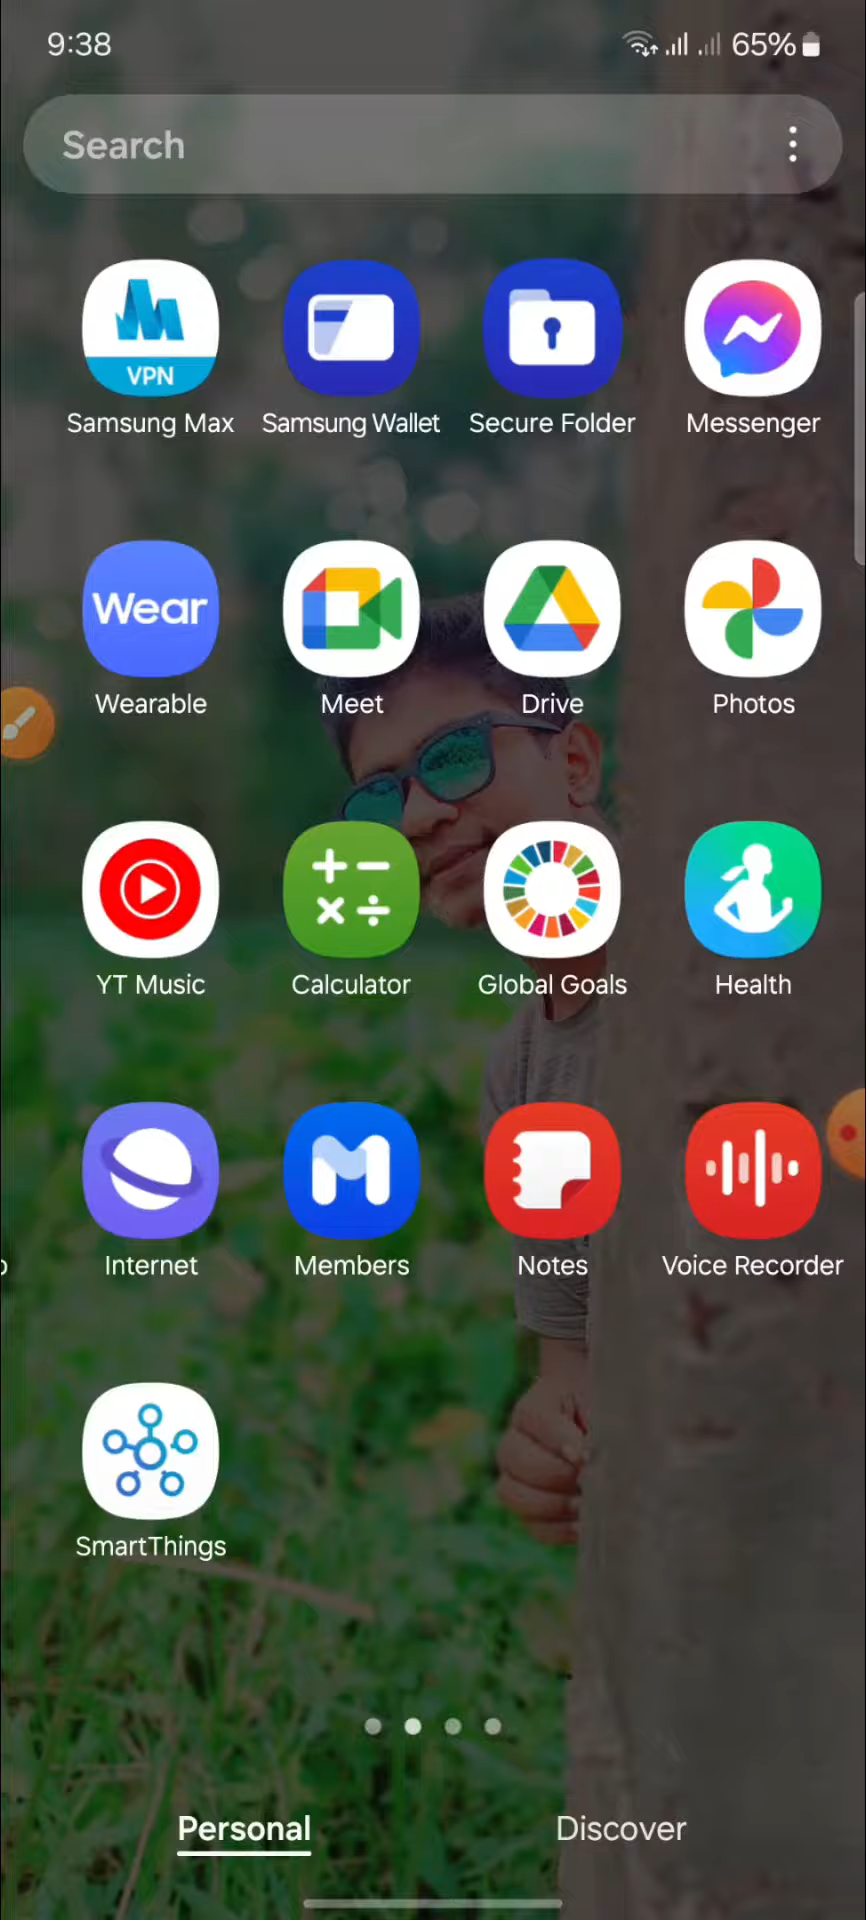 9:38
65%
Search
VPN
Samsung Max
Samsung Wallet
Secure Folder
Messenger
Wear
Wearable
Meet
Drive
Photos
YT Music
Calculator
Global Goals
Health
Internet
Members
Notes
Voice Recorder
SmartThings
Personal
Discover